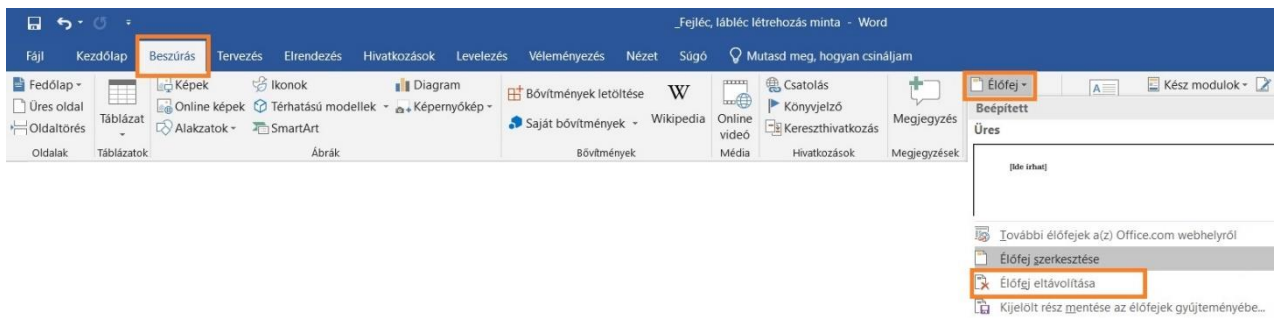 _Fejléc, lábléc létrehozás minta - Word
Fájl Kezdőlap Beszúrás Tervezés Elrendezés Hivatkozások Levelezés Véleményezés Nézet Súgó Mutasd meg, hogyan csináljam
Fedőlap
Üres oldal
Oldaltörés
Oldalak
Táblázat
Táblázatok
Képek
Online képek
Alakzatok
Ikonok
Térhatású modellek
SmartArt
Diagram
Képernyőkép
Ábrák
Bővítmények letöltése
Saját bővítmények
W
Wikipedia
Bővítmények
Online
videó
Média
Csatolás
Könyvjelző
Kereszthivatkozás
Hivatkozások
Megjegyzés
Megjegyzések
Élőfej
A
Kész modulok
Beépített
Üres
[Ide írhat]
További élőfejek a(z) Office.com webhelyről
Élőfej szerkesztése
Élőfej eltávolítása
Kijelölt rész mentése az élőfejek gyűjteményébe...